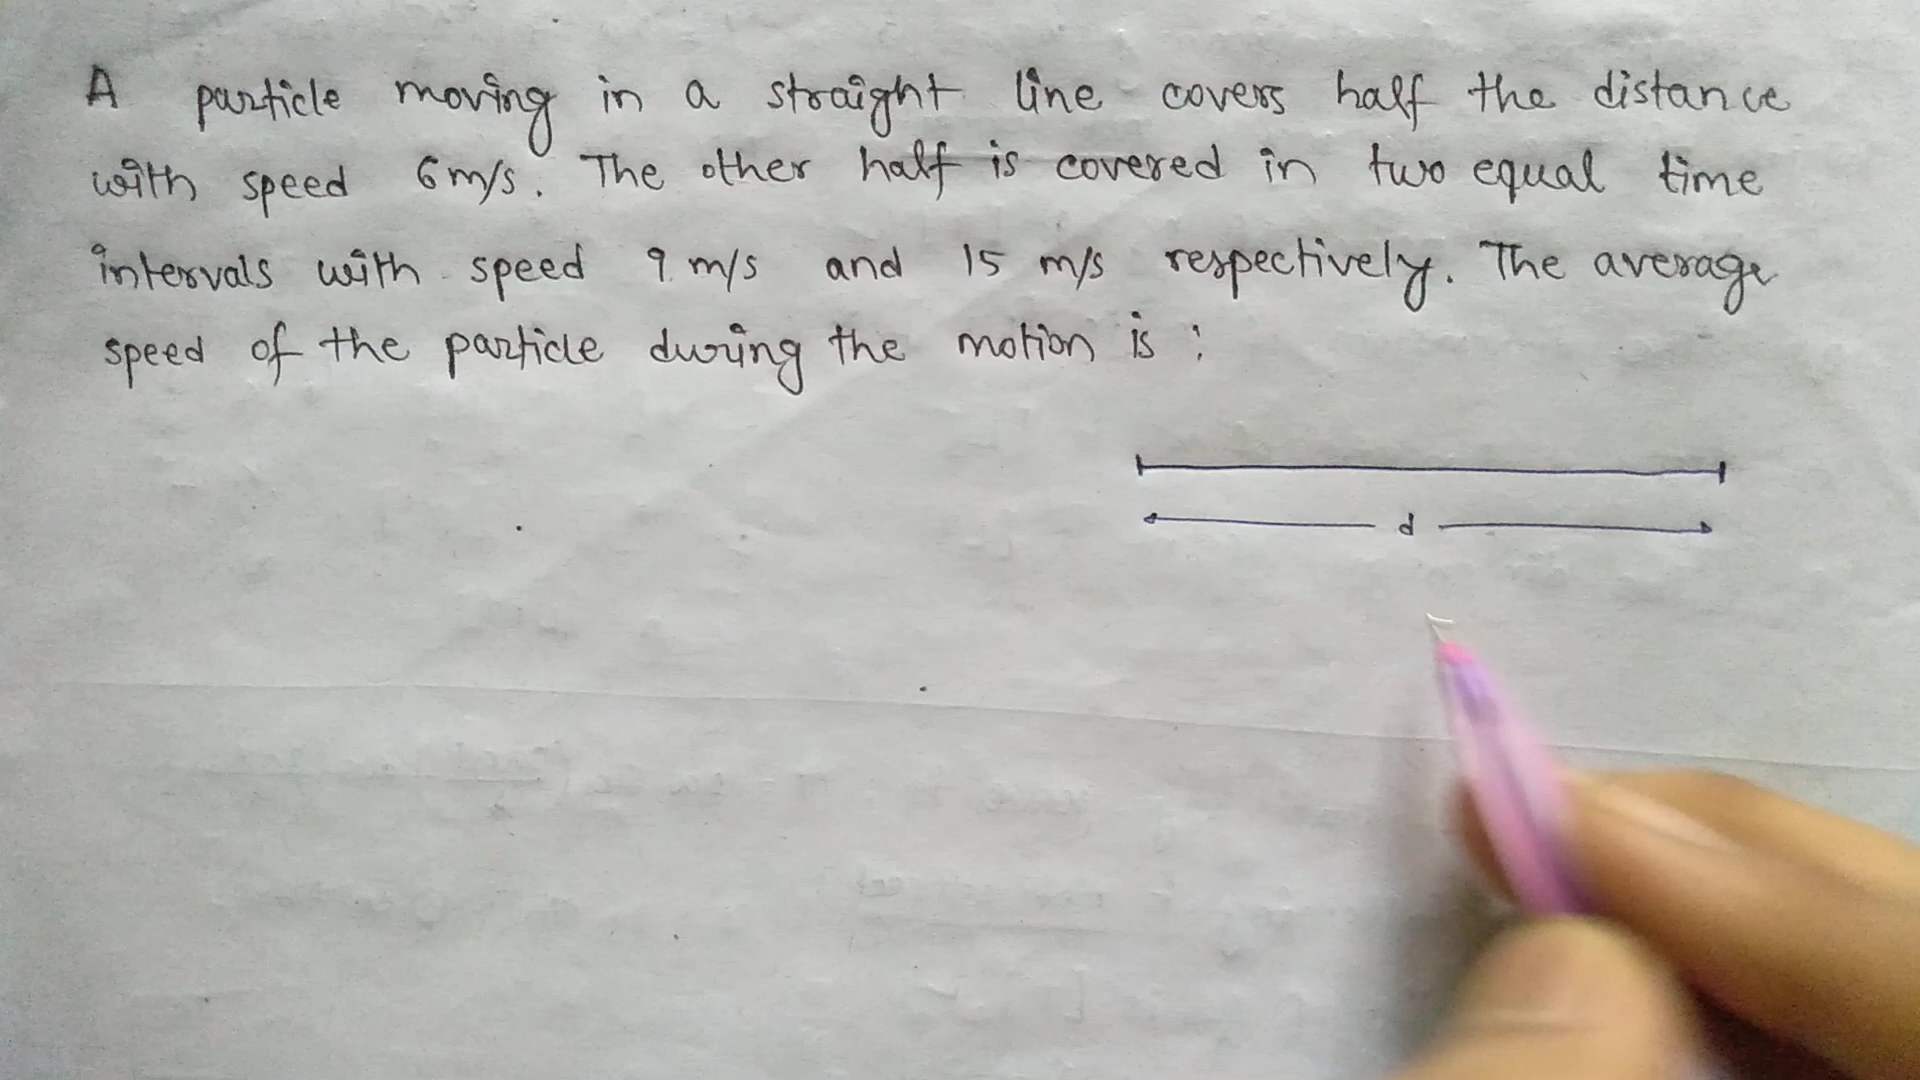 A particle moving in a straight line covers half the distance
with speed 6 m/s. The other half is covered in two equal time
intervals with speed 9 m/s and 15 m/s respectively. The average
speed of the particle during the motion is :
d